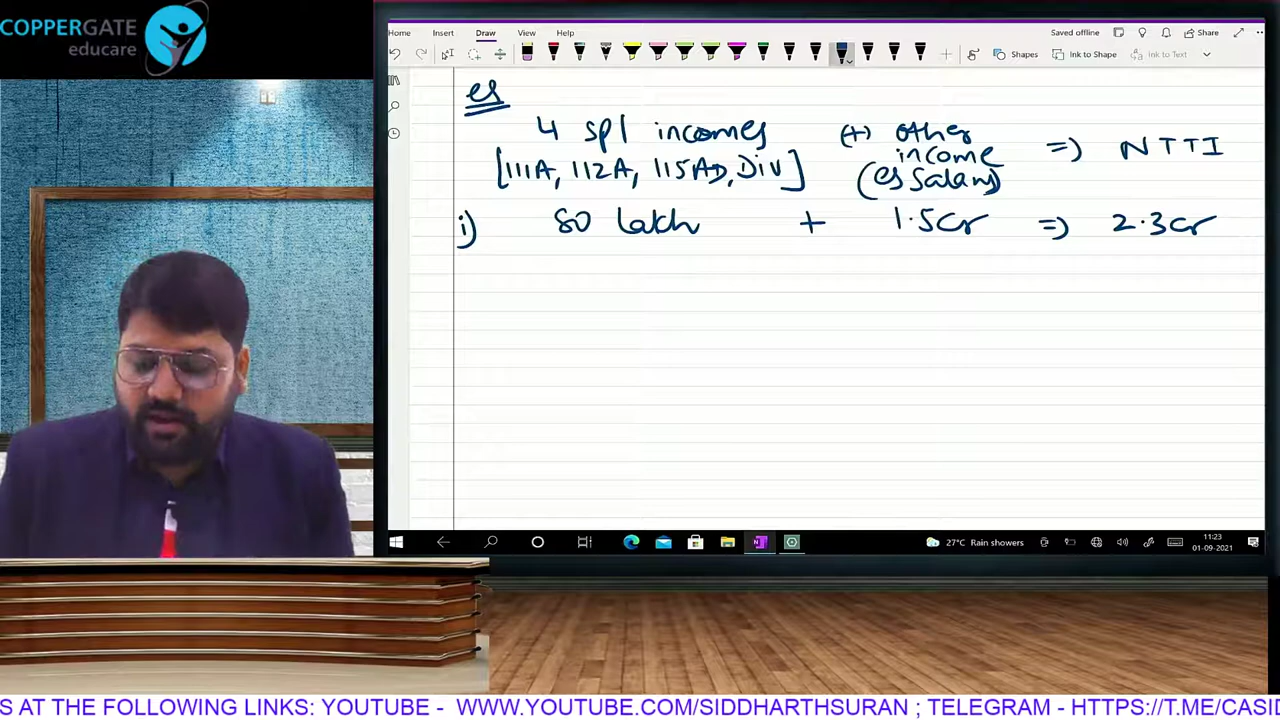 COPPERGATE
educare
Home Insert Draw View Help
Saved offline
Share
Shapes
Ink to Shape
Ink to Text
es
4 spl incomes (+) other income (es Salary) => NTTI
[111A, 112A, 115AD, Div]
i) 80 lakh + 1.5Cr => 2.3Cr
27°C Rain showers
11:23
01-09-2021
S AT THE FOLLOWING LINKS: YOUTUBE - WWW.YOUTUBE.COM/SIDDHARTHSURAN ; TELEGRAM - HTTPS://T.ME/CASID